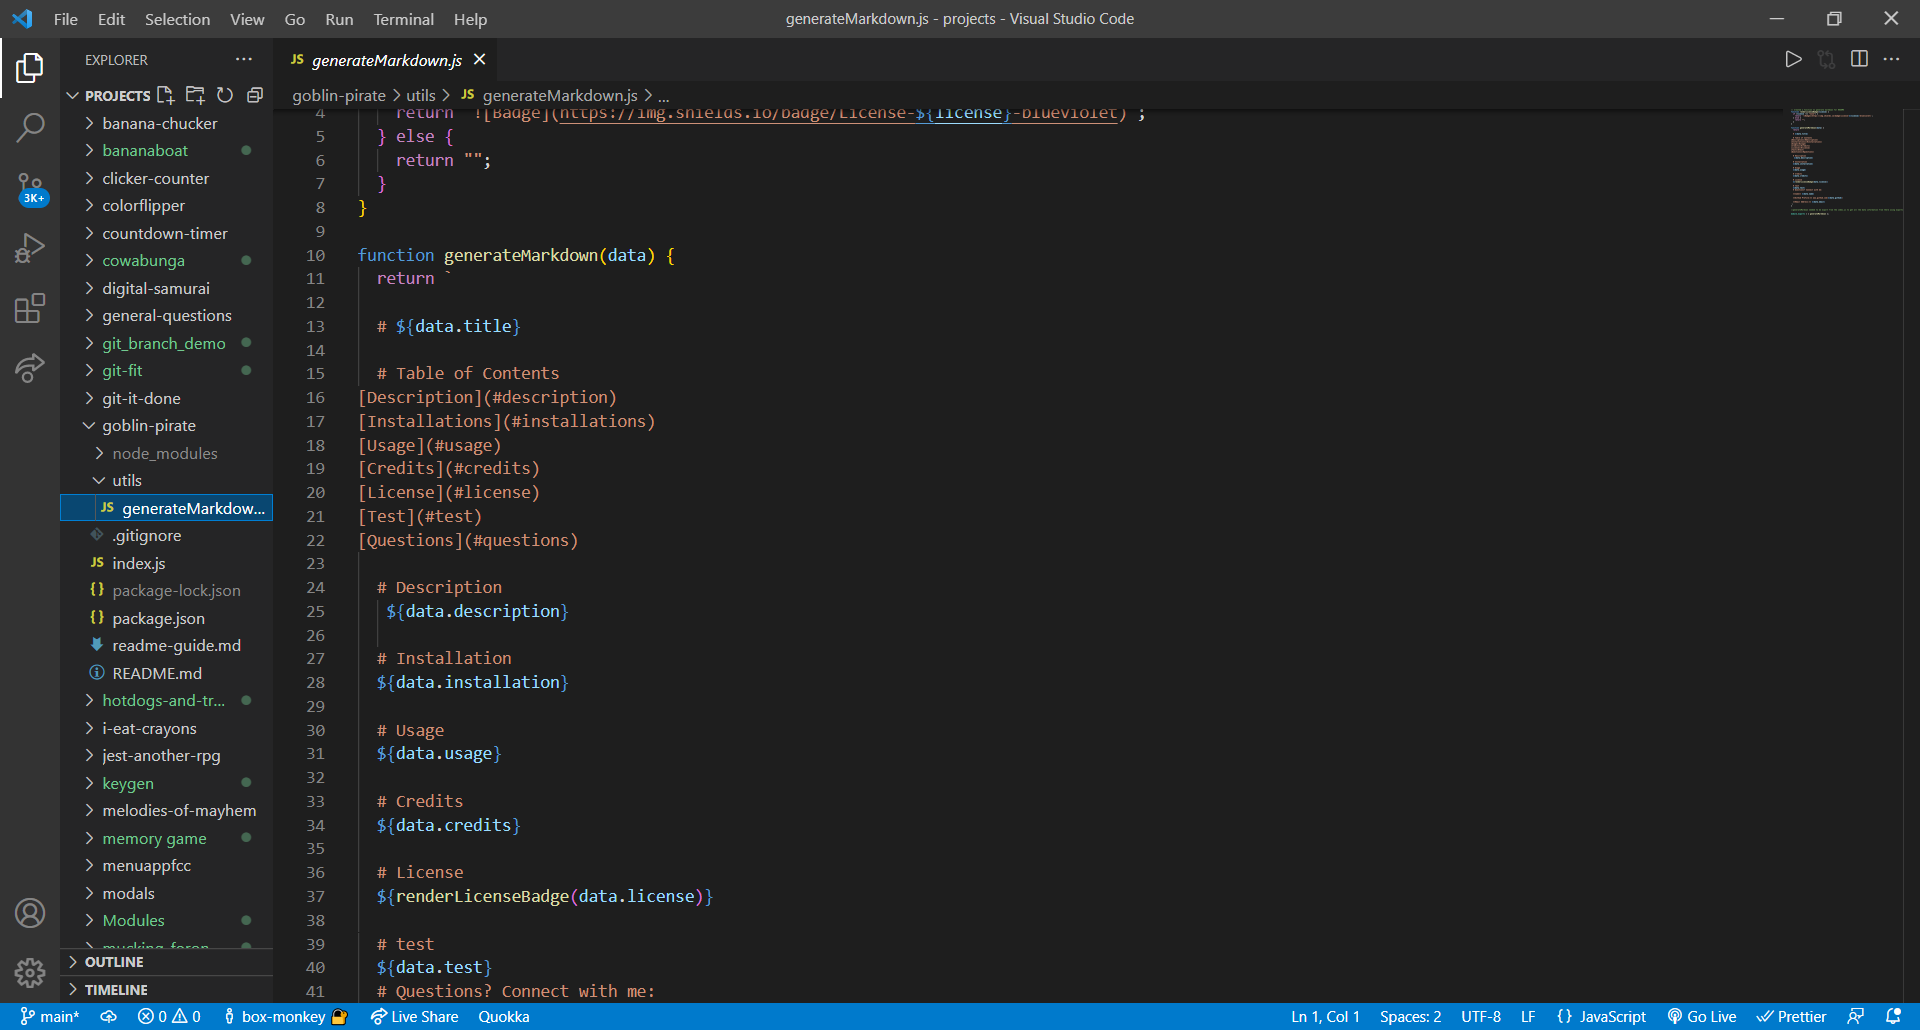 File Edit Selection View Go Run Terminal Help
generateMarkdown.js - projects - Visual Studio Code
EXPLORER
PROJECTS
banana-chucker
bananaboat
clicker-counter
colorflipper
countdown-timer
cowabunga
digital-samurai
general-questions
git_branch_demo
git-fit
git-it-done
goblin-pirate
node_modules
utils
JS generateMarkdow...
.gitignore
JS index.js
{} package-lock.json
{} package.json
readme-guide.md
README.md
hotdogs-and-tr...
i-eat-crayons
jest-another-rpg
keygen
melodies-of-mayhem
memory game
menuappfcc
modals
Modules
OUTLINE
TIMELINE
3K+
JS generateMarkdown.js
goblin-pirate > utils > JS generateMarkdown.js > ...
4 return `![Badge](https://img.shields.io/badge/License-${license}-blueviolet)`;
5 } else {
6 return "";
7 }
8 }
9
10 function generateMarkdown(data) {
11 return `
12
13 # ${data.title}
14
15 # Table of Contents
16 [Description](#description)
17 [Installations](#installations)
18 [Usage](#usage)
19 [Credits](#credits)
20 [License](#license)
21 [Test](#test)
22 [Questions](#questions)
23
24 # Description
25 ${data.description}
26
27 # Installation
28 ${data.installation}
29
30 # Usage
31 ${data.usage}
32
33 # Credits
34 ${data.credits}
35
36 # License
37 ${renderLicenseBadge(data.license)}
38
39 # test
40 ${data.test}
41 # Questions? Connect with me:
main* 0 0 box-monkey Live Share Quokka
Ln 1, Col 1 Spaces: 2 UTF-8 LF {} JavaScript Go Live Prettier